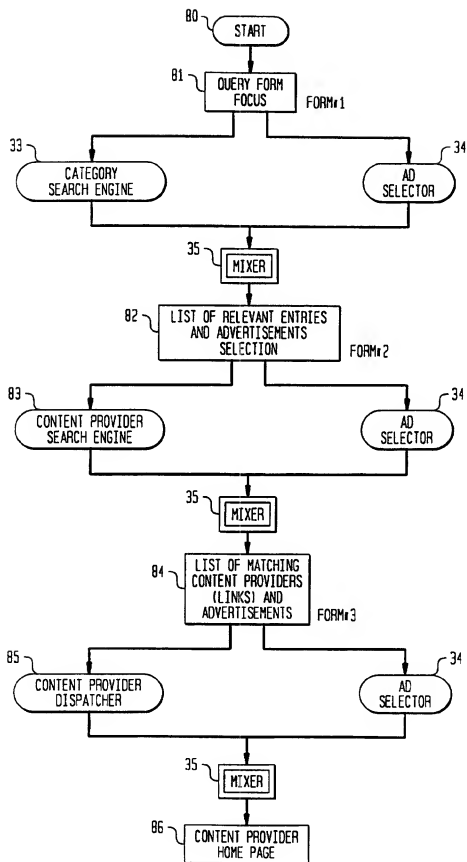 80
START
81
QUERY FORM
FOCUS
FORM#1
33
CATEGORY
SEARCH ENGINE
34
AD
SELECTOR
35
MIXER
82
LIST OF RELEVANT ENTRIES
AND ADVERTISEMENTS
SELECTION
FORM#2
83
CONTENT PROVIDER
SEARCH ENGINE
34
AD
SELECTOR
35
MIXER
84
LIST OF MATCHING
CONTENT PROVIDERS
(LINKS) AND
ADVERTISEMENTS
FORM#3
85
CONTENT PROVIDER
DISPATCHER
34
AD
SELECTOR
35
MIXER
86
CONTENT PROVIDER
HOME PAGE